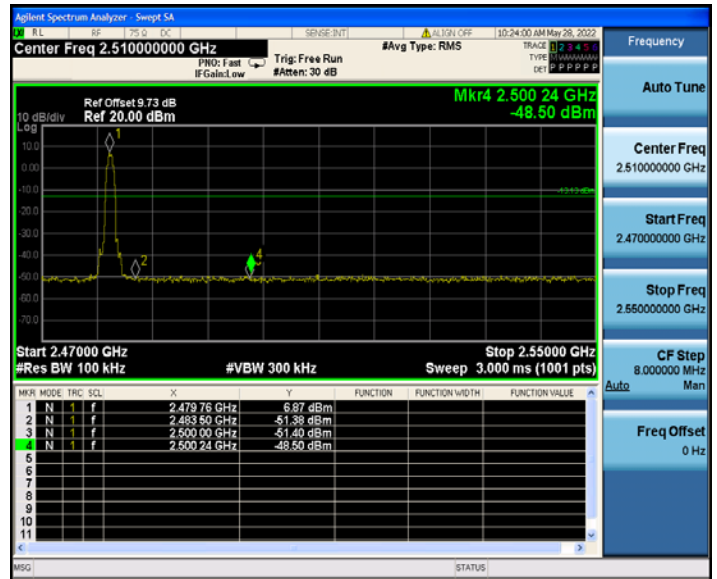 Agilent Spectrum Analyzer - Swept SA
RL RF 75 Ω DC SENSE:INT ALIGN OFF 10:24:00 AM May 28, 2022
Center Freq 2.510000000 GHz
PNO: Fast
IFGain:Low
Trig: Free Run
#Atten: 30 dB
#Avg Type: RMS
TRACE 1 2 3 4 5 6
TYPE MWWWWW
DET P P P P P P
Ref Offset 9.73 dB
Ref 20.00 dBm
Mkr4 2.500 24 GHz
-48.50 dBm
10 dB/div
Log
10.0
0.00
-10.0
-20.0
-30.0
-40.0
-50.0
-60.0
-70.0
-13.13 dBm
1
2
4
Start 2.47000 GHz
Stop 2.55000 GHz
#Res BW 100 kHz
#VBW 300 kHz
Sweep 3.000 ms (1001 pts)
MKR MODE TRC SCL X Y FUNCTION FUNCTION WIDTH FUNCTION VALUE
1 N 1 f 2.479 76 GHz 6.87 dBm
2 N 1 f 2.483 50 GHz -51.38 dBm
3 N 1 f 2.500 00 GHz -51.40 dBm
4 N 1 f 2.500 24 GHz -48.50 dBm
5
6
7
8
9
10
11
MSG
STATUS
Frequency
Auto Tune
Center Freq
2.510000000 GHz
Start Freq
2.470000000 GHz
Stop Freq
2.550000000 GHz
CF Step
8.000000 MHz
Auto Man
Freq Offset
0 Hz